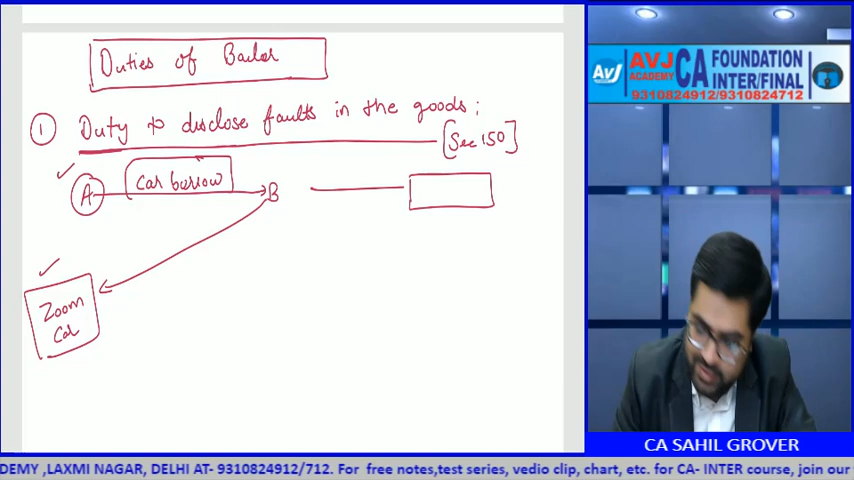 Duties of Bailor
① Duty to disclose faults in the goods :
[Sec 150]
A car borrow B
Zoom
Car
AVJ
AVJ
ACADEMY
CA FOUNDATION
INTER/FINAL
9310824912/9310824712
CA SAHIL GROVER
DEMY ,LAXMI NAGAR, DELHI AT- 9310824912/712. For free notes,test series, vedio clip, chart, etc. for CA- INTER course, join our